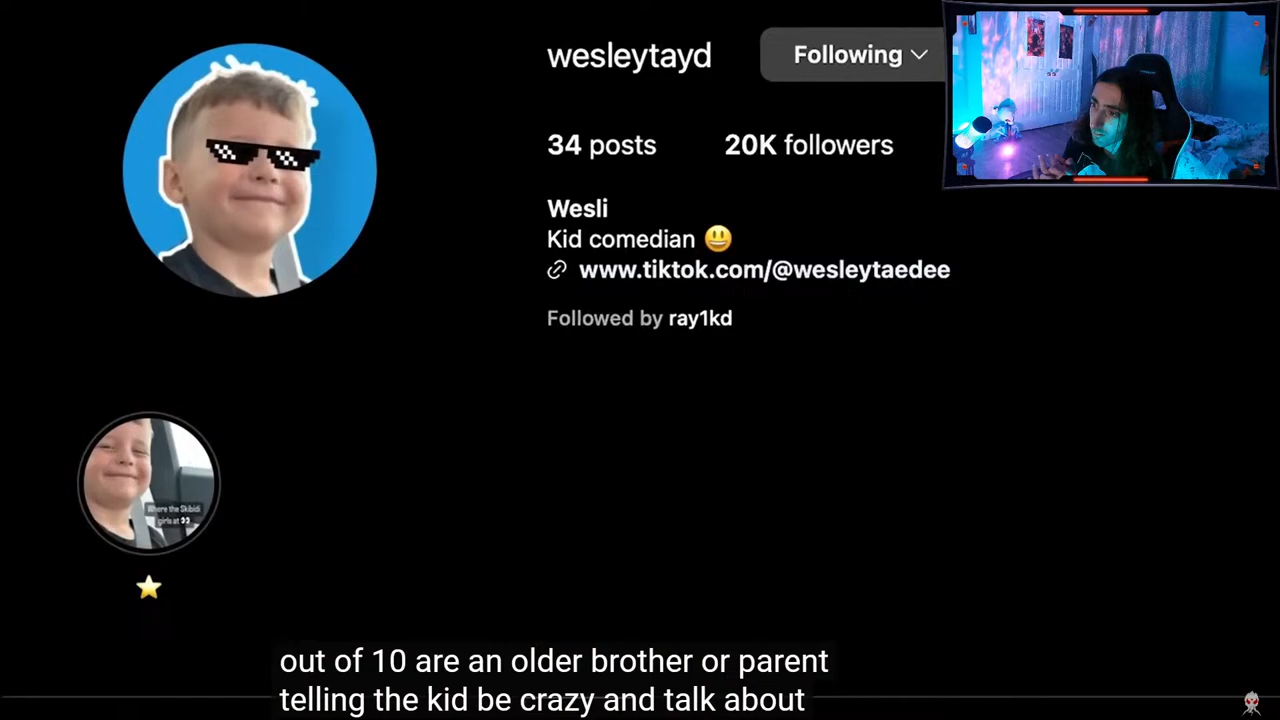 wesleytayd
Following
34 posts
20K followers
Wesli
Kid comedian 😃
www.tiktok.com/@wesleytaedee
Followed by ray1kd
Where the Skibidi
girls at 👀
out of 10 are an older brother or parent
telling the kid be crazy and talk about